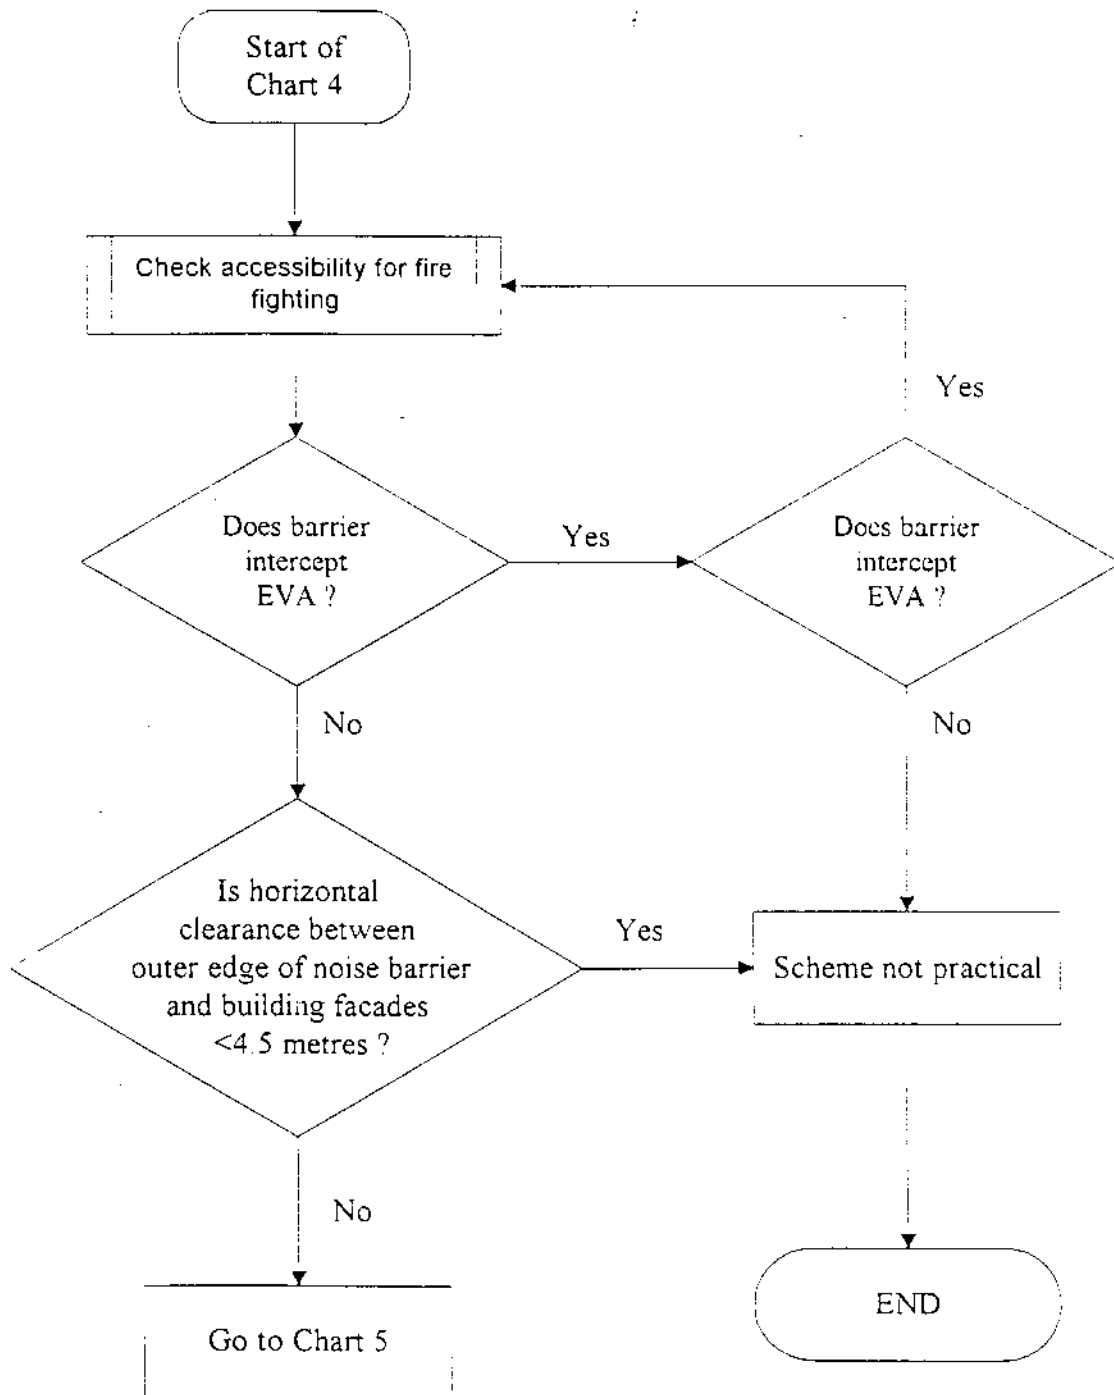 Start of
Chart 4
Check accessibility for fire
fighting
Yes
Does barrier
intercept
EVA ?
Yes
Does barrier
intercept
EVA ?
No
No
Is horizontal
clearance between
outer edge of noise barrier
and building facades
<4.5 metres ?
Yes
Scheme not practical
No
Go to Chart 5
END